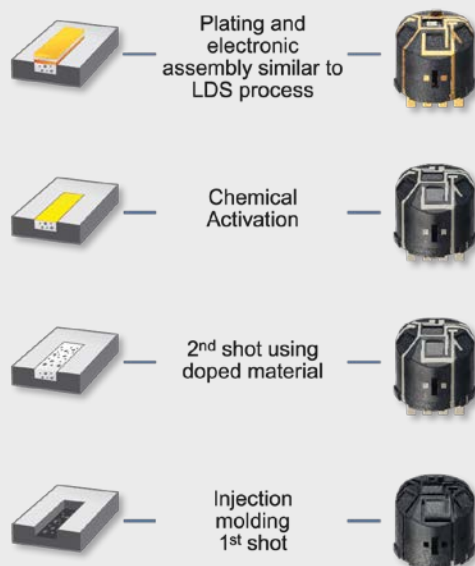 Plating and
electronic
assembly similar to
LDS process
Chemical
Activation
2nd shot using
doped material
Injection
molding
1st shot